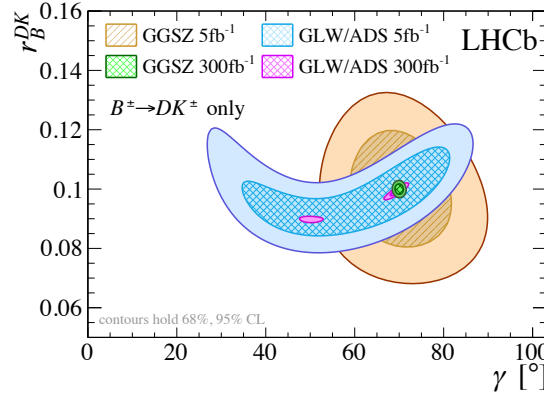 r_B^{DK}
0.16
0.14
0.12
0.1
0.08
0.06
GGSZ 5fb⁻¹
GLW/ADS 5fb⁻¹
GGSZ 300fb⁻¹
GLW/ADS 300fb⁻¹
LHCb
B^±→DK^± only
contours hold 68%, 95% CL
0 20 40 60 80 100
γ [°]